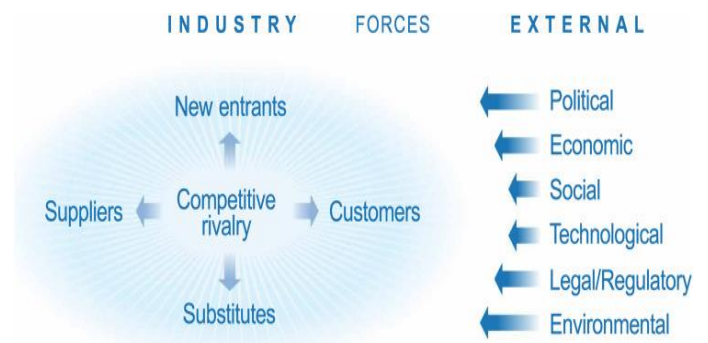 INDUSTRY FORCES EXTERNAL
New entrants
Suppliers
Competitive
rivalry
Customers
Substitutes
Political
Economic
Social
Technological
Legal/Regulatory
Environmental